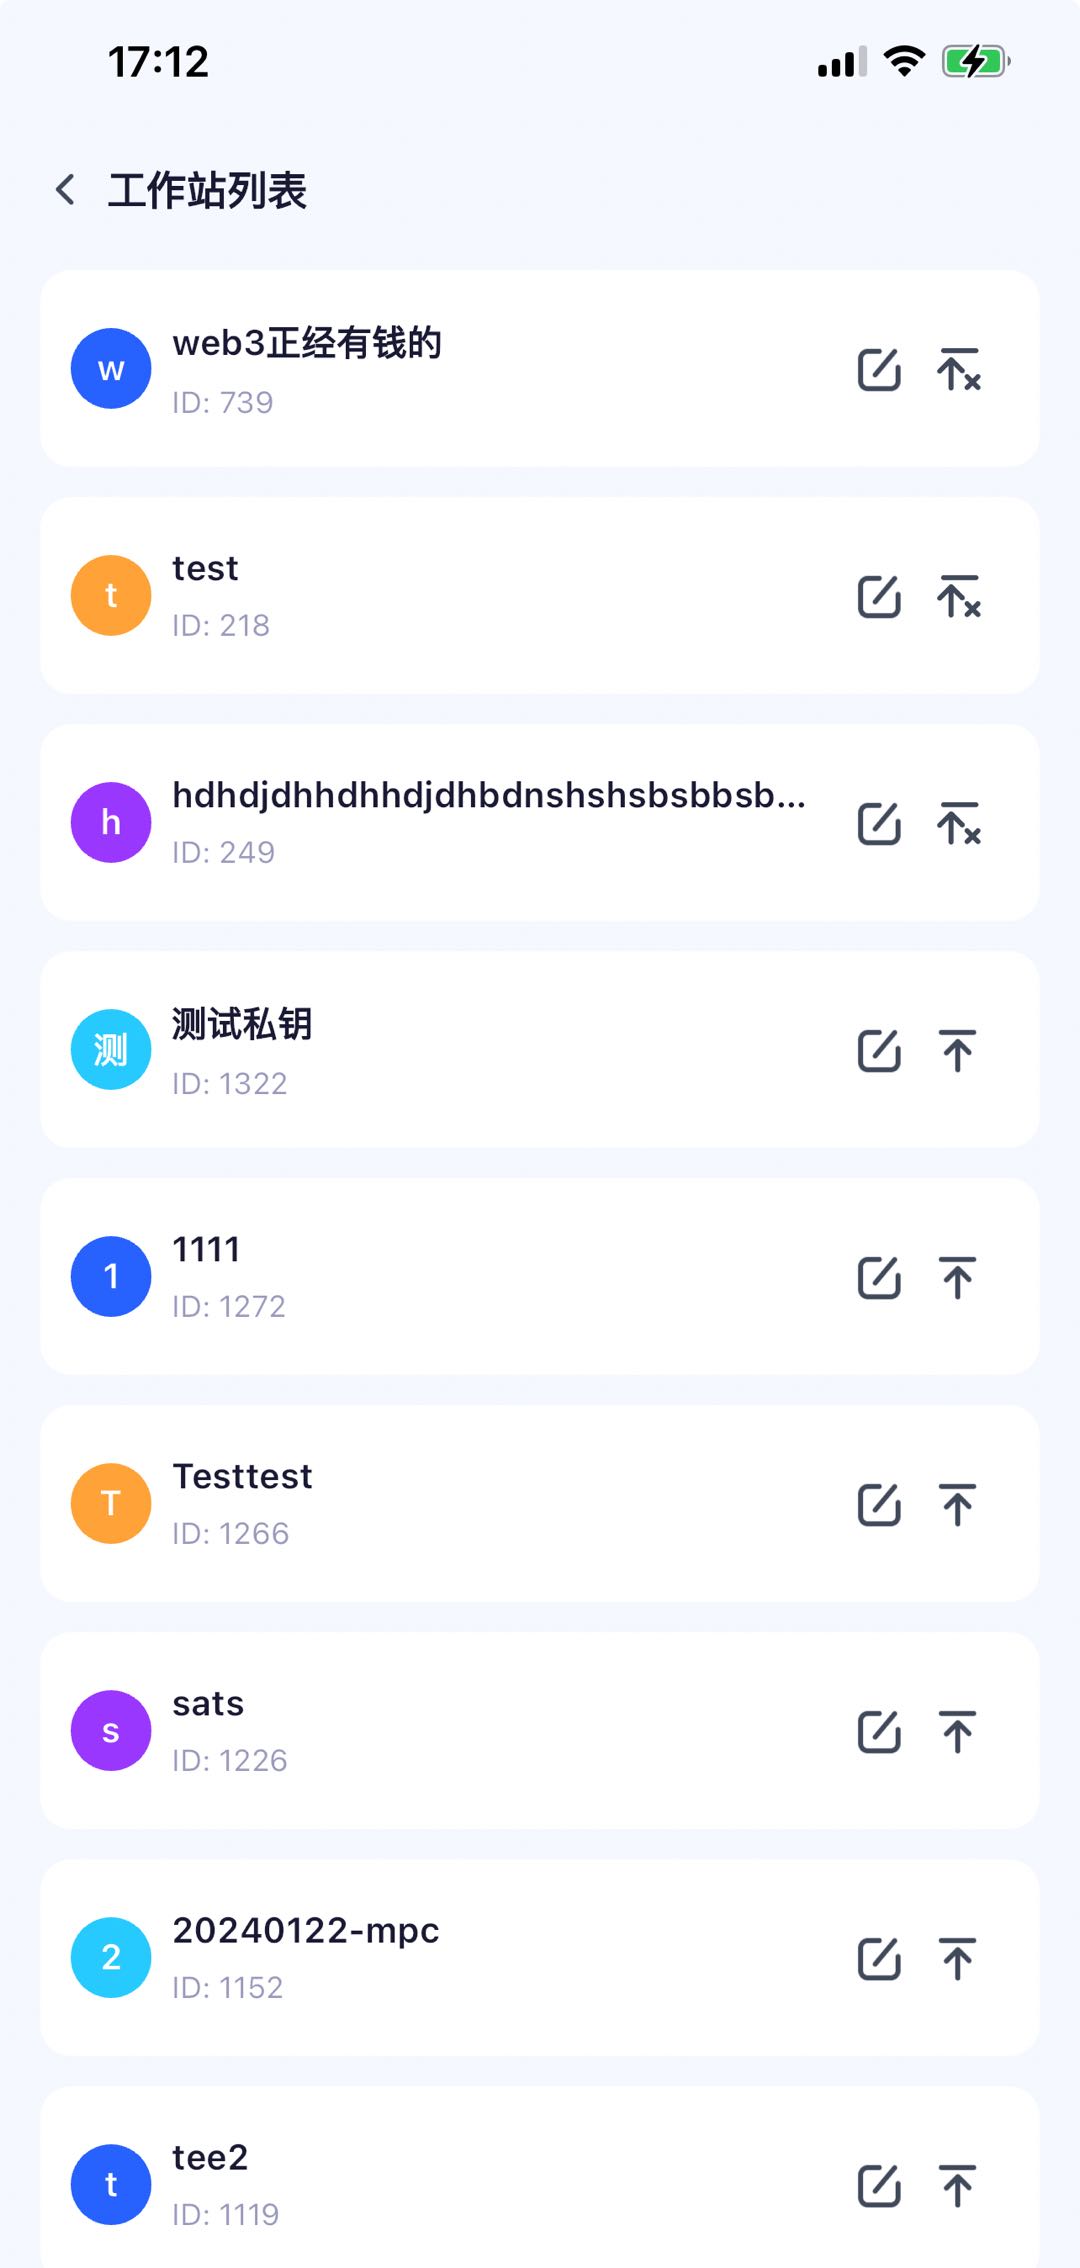 17:12
工作站列表
w
web3正经有钱的
ID: 739
t
test
ID: 218
h
hdhdjdhhdhhdjdhbdnshshsbsbbsb...
ID: 249
测
测试私钥
ID: 1322
1
1111
ID: 1272
T
Testtest
ID: 1266
s
sats
ID: 1226
2
20240122-mpc
ID: 1152
t
tee2
ID: 1119